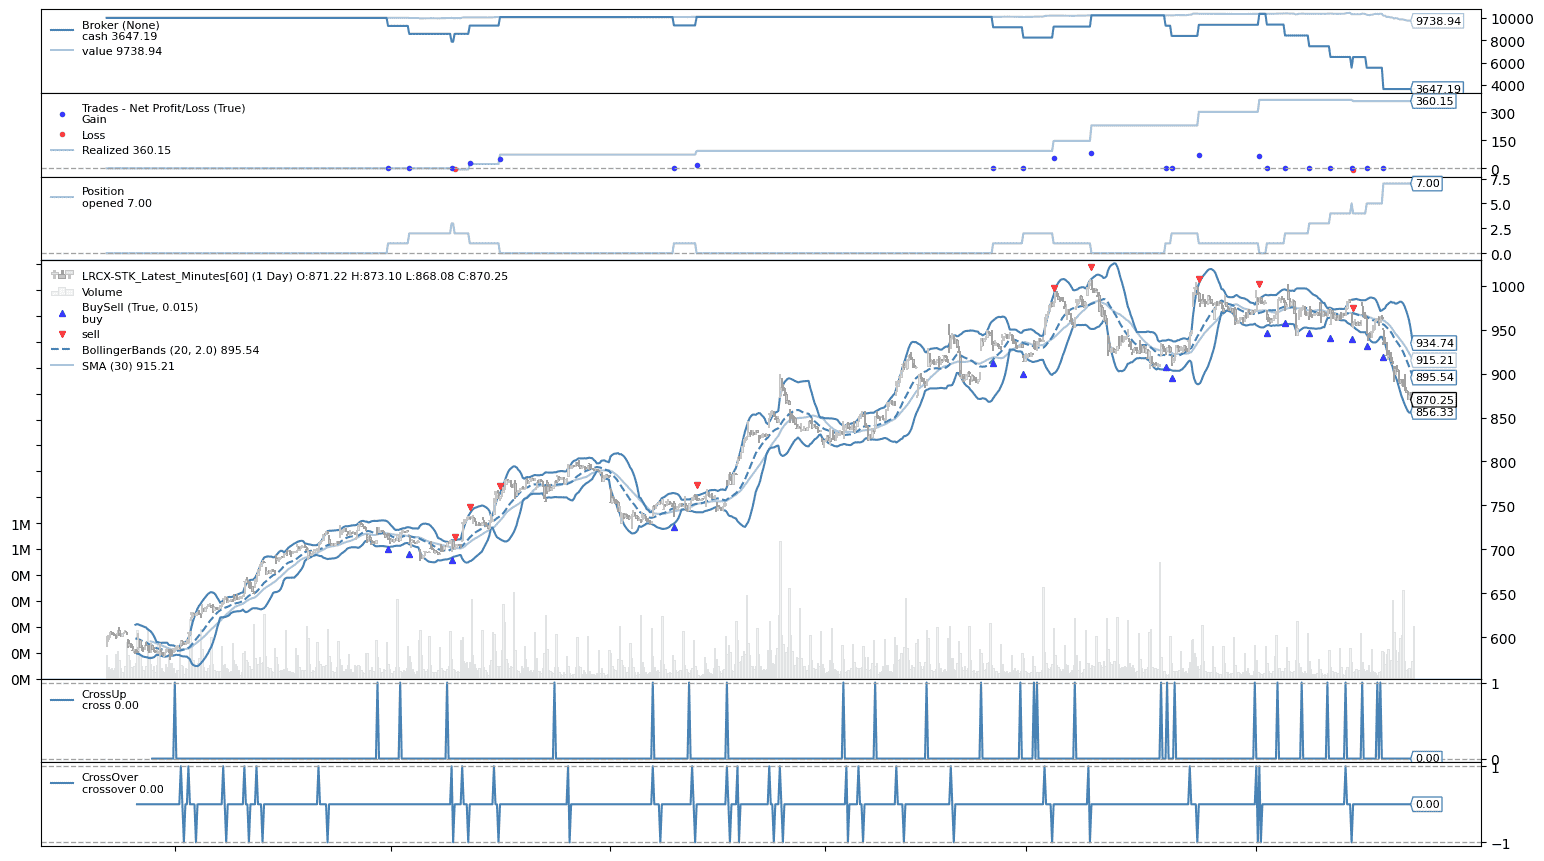 Broker (None)
cash 3647.19
value 9738.94
10000
9738.94
8000
6000
4000
3647.19
Trades - Net Profit/Loss (True)
Gain
Loss
Realized 360.15
360.15
300
150
0
Position
opened 7.00
7.5
7.00
5.0
2.5
0.0
LRCX-STK_Latest_Minutes[60] (1 Day) O:871.22 H:873.10 L:868.08 C:870.25
Volume
BuySell (True, 0.015)
buy
sell
BollingerBands (20, 2.0) 895.54
SMA (30) 915.21
1000
950
934.74
915.21
900
895.54
870.25
856.33
850
800
750
700
650
600
1M
1M
0M
0M
0M
0M
0M
CrossUp
cross 0.00
1
0.00
0
CrossOver
crossover 0.00
1
0.00
−1